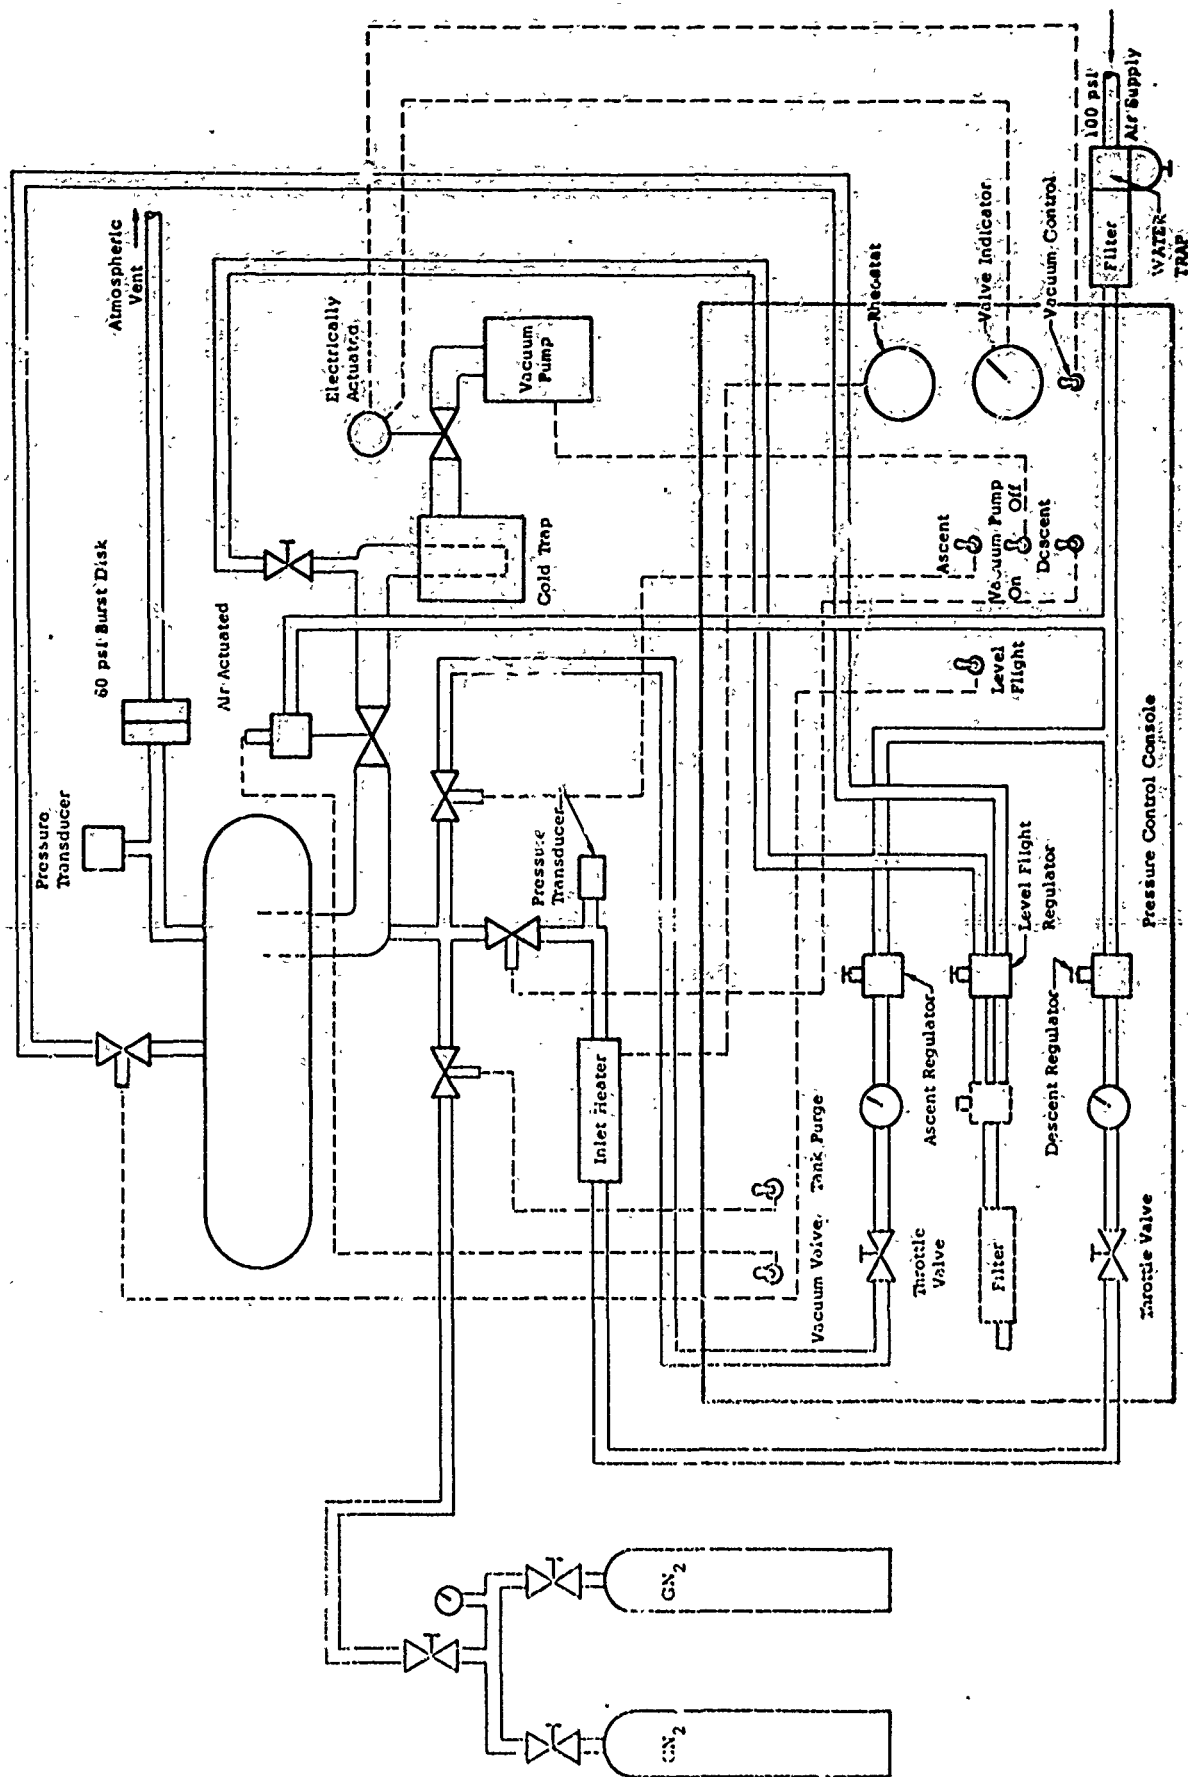 Pressure
Transducer
60 psi Burst Disk
Atmospheric
Vent
Air Actuated
Electrically
Actuated
Vacuum
Pump
Cold Trap
Pressure
Transducer
Inlet Heater
GN2
GN2
Vacuum Valve, Tank Purge
Level
Flight
Ascent
Vacuum Pump
On Off
Descent
Rheostat
Valve Indicator
Vacuum Control
100 psi
Air Supply
Filter
WATER
TRAP
Throttle
Valve
Ascent Regulator
Filter
Level Flight
Regulator
Descent Regulator
Throttle Valve
Pressure Control Console